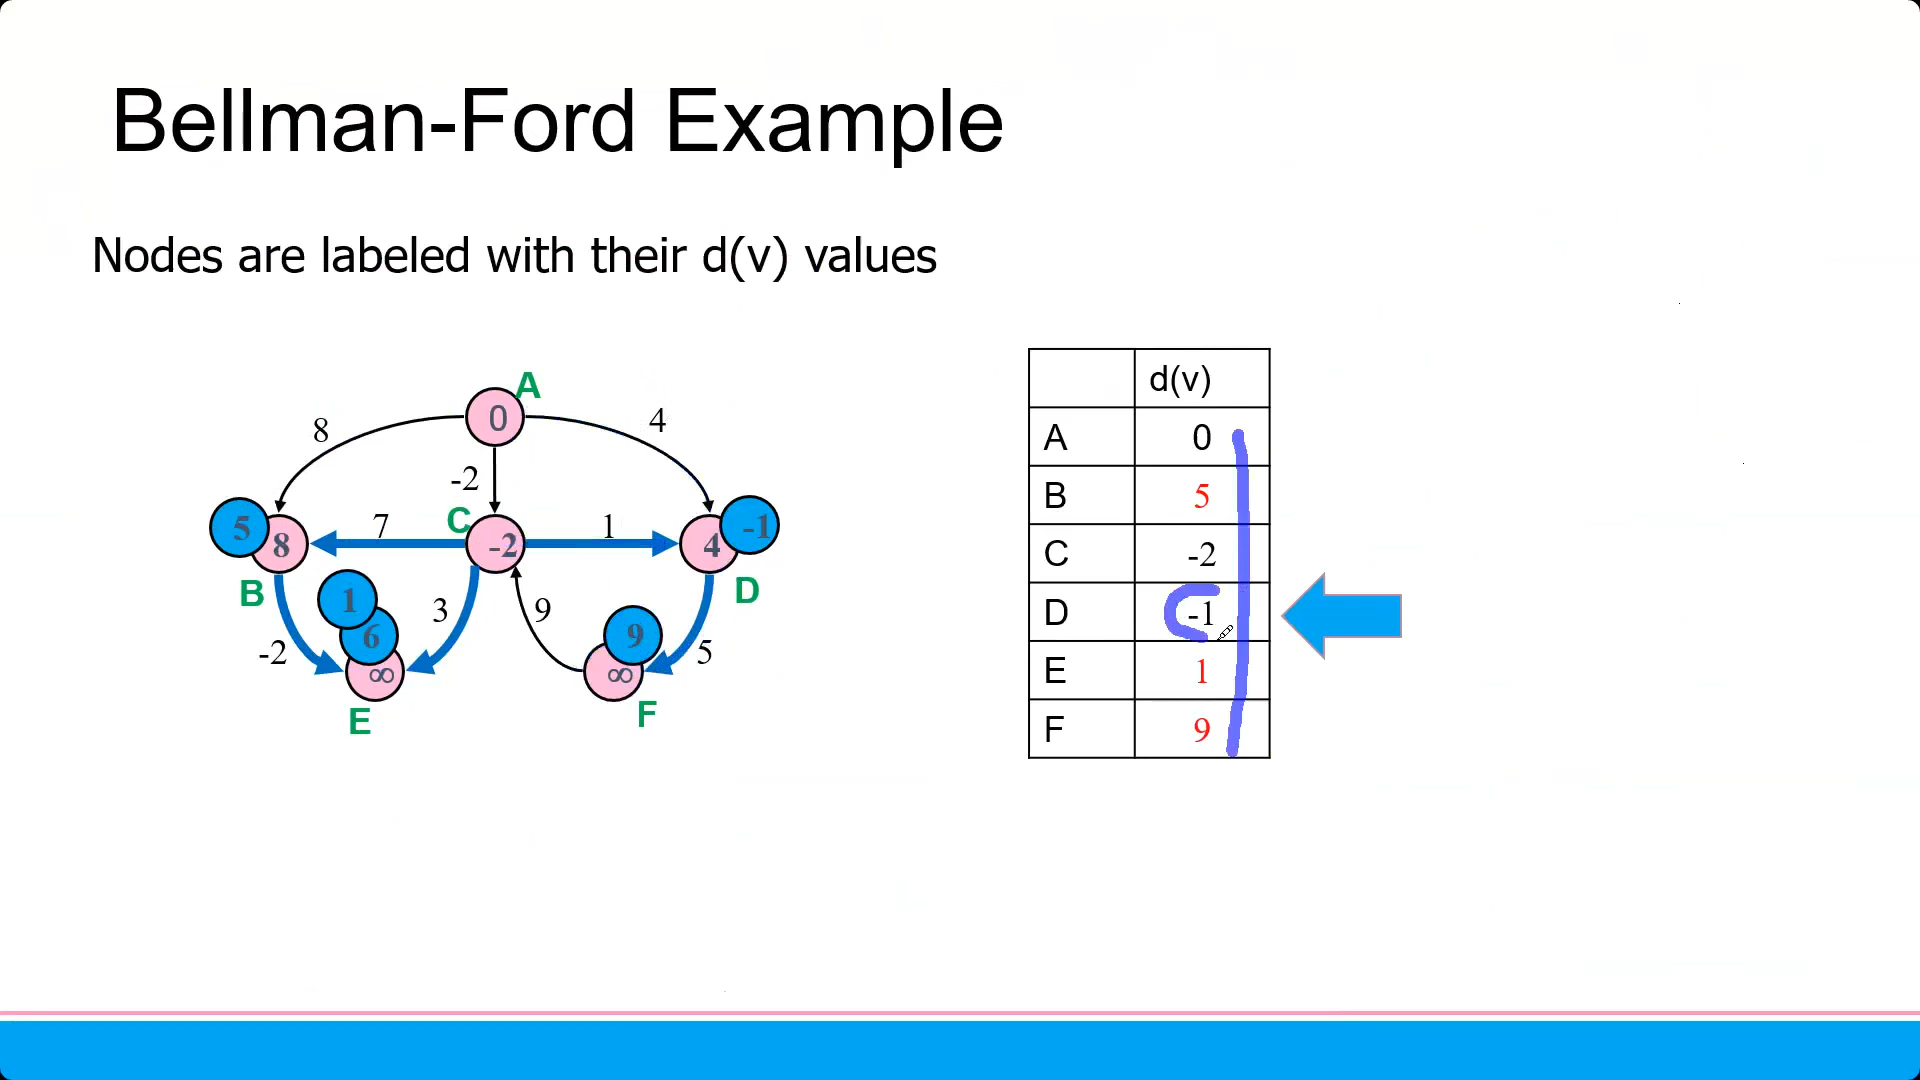 Bellman-Ford Example
Nodes are labeled with their d(v) values
A
0
8
4
-2
5
8
7
C
-2
1
4
-1
B
D
1
6
3
9
9
-2
5
∞
∞
E
F
d(v)
A 0
B 5
C -2
D -1
E 1
F 9